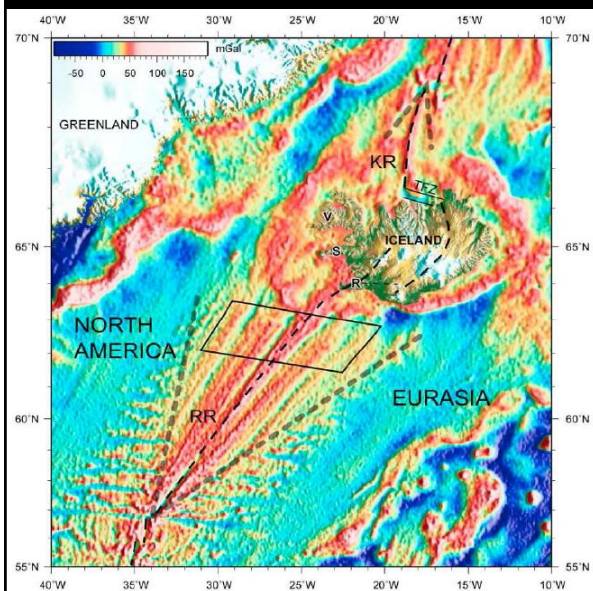 40°W 35°W 30°W 25°W 20°W 15°W 10°W
70°N 70°N
mGal
-50 0 50 100 150
GREENLAND
KR
TFZ
V
ICELAND
65°N S 65°N
R
NORTH
AMERICA
EURASIA
60°N RR 60°N
55°N 55°N
40°W 35°W 30°W 25°W 20°W 15°W 10°W